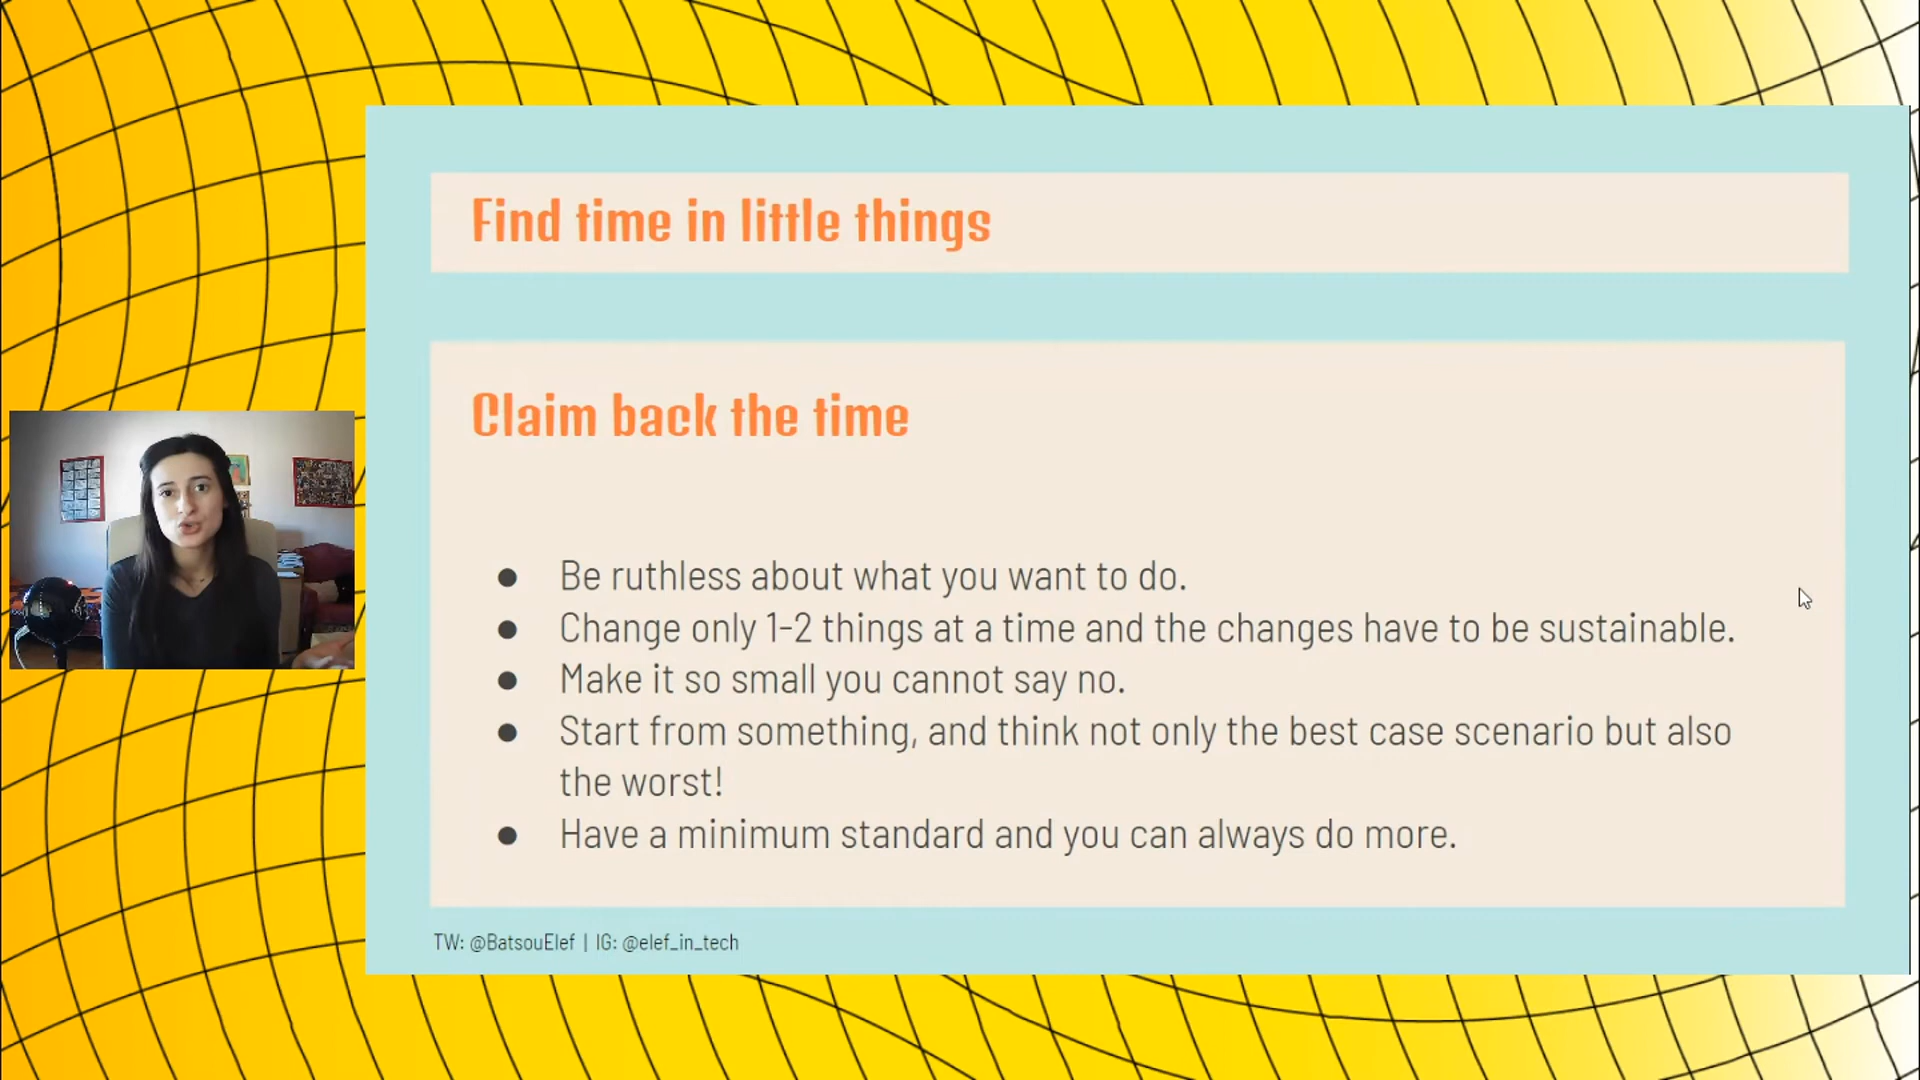 Find time in little things
Claim back the time
● Be ruthless about what you want to do.
● Change only 1-2 things at a time and the changes have to be sustainable.
● Make it so small you cannot say no.
● Start from something, and think not only the best case scenario but also
the worst!
● Have a minimum standard and you can always do more.
TW: @BatsouElef | IG: @elef_in_tech